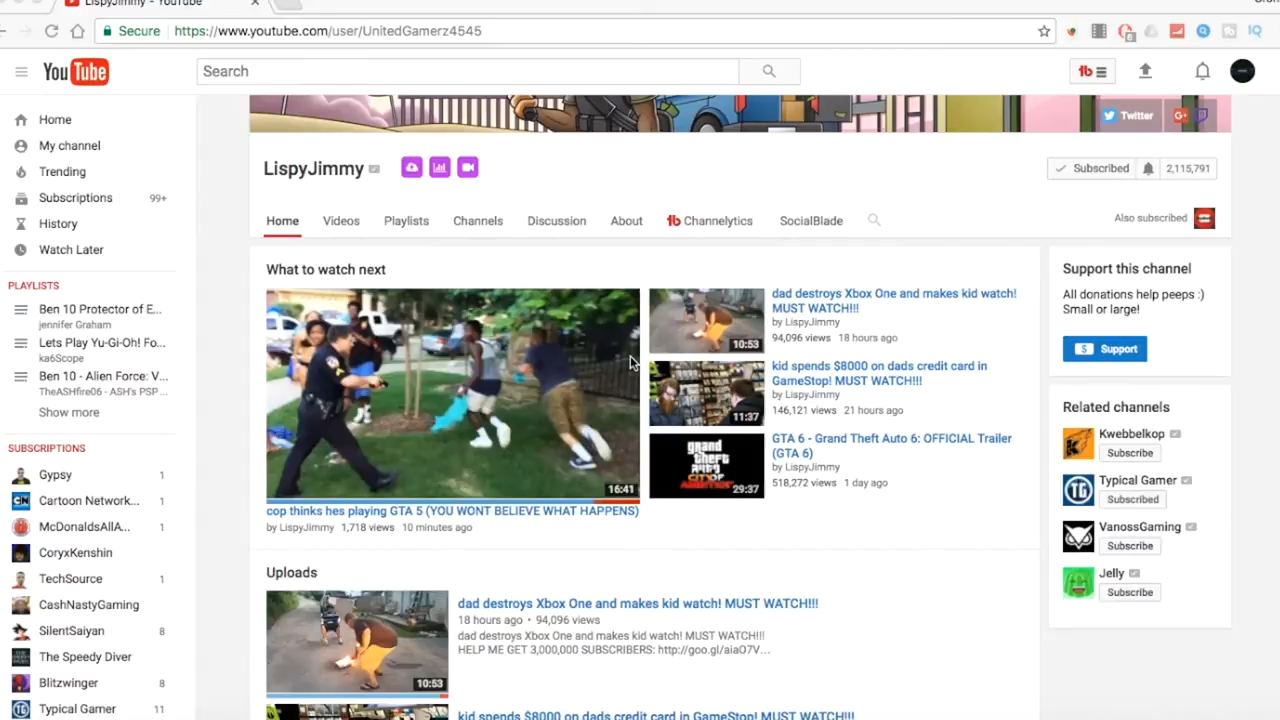 LispyJimmy - YouTube
Secure https://www.youtube.com/user/UnitedGamerz4545
IQ
YouTube
Search
Home
My channel
Trending
Subscriptions 99+
History
Watch Later
PLAYLISTS
Ben 10 Protector of E...
jennifer Graham
Lets Play Yu-Gi-Oh! Fo...
ka6Scope
Ben 10 - Alien Force: V...
TheASHfire06 - ASH's PSP ...
Show more
SUBSCRIPTIONS
Gypsy 1
Cartoon Network... 1
McDonaldsAllA... 1
CoryxKenshin
TechSource 1
CashNastyGaming
SilentSaiyan 8
The Speedy Diver
Blitzwinger 8
Typical Gamer 11
Twitter
LispyJimmy
Subscribed 2,115,791
Home Videos Playlists Channels Discussion About Channelytics SocialBlade
Also subscribed
What to watch next
16:41
cop thinks hes playing GTA 5 (YOU WONT BELIEVE WHAT HAPPENS)
by LispyJimmy 1,718 views 10 minutes ago
10:53
dad destroys Xbox One and makes kid watch!
MUST WATCH!!!
by LispyJimmy
94,096 views 18 hours ago
11:37
kid spends $8000 on dads credit card in
GameStop! MUST WATCH!!!
by LispyJimmy
146,121 views 21 hours ago
grand
theft
auto
CITY OF
AMBITION
29:37
GTA 6 - Grand Theft Auto 6: OFFICIAL Trailer
(GTA 6)
by LispyJimmy
518,272 views 1 day ago
Uploads
10:53
dad destroys Xbox One and makes kid watch! MUST WATCH!!!
18 hours ago • 94,096 views
dad destroys Xbox One and makes kid watch! MUST WATCH!!!
HELP ME GET 3,000,000 SUBSCRIBERS: http://goo.gl/aiaO7V...
kid spends $8000 on dads credit card in GameStop! MUST WATCH!!!
Support this channel
All donations help peeps :)
Small or large!
Support
Related channels
Kwebbelkop
Subscribe
Typical Gamer
Subscribed
VanossGaming
Subscribe
Jelly
Subscribe